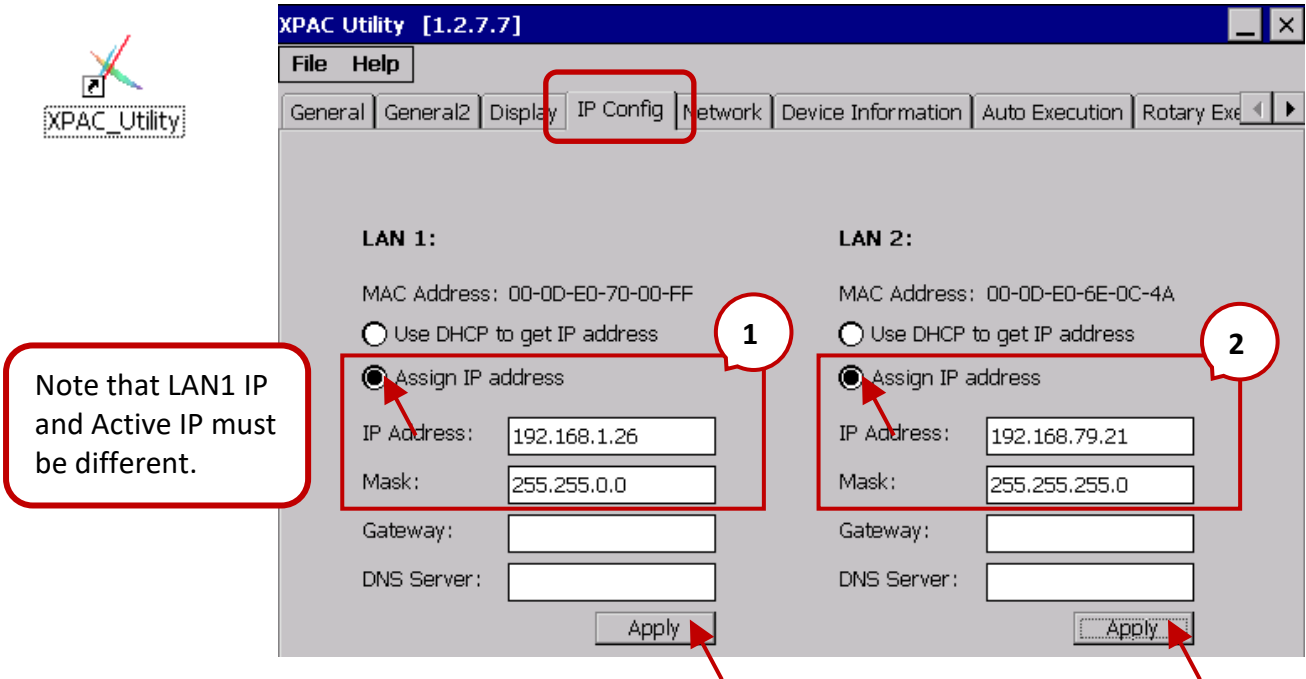 XPAC_Utility
XPAC Utility [1.2.7.7]
File Help
General General2 Display IP Config Network Device Information Auto Execution Rotary Exe
LAN 1:
MAC Address: 00-0D-E0-70-00-FF
Use DHCP to get IP address
1
Assign IP address
IP Address: 192.168.1.26
Mask: 255.255.0.0
Gateway:
DNS Server:
Apply
LAN 2:
MAC Address: 00-0D-E0-6E-0C-4A
Use DHCP to get IP address
2
Assign IP address
IP Address: 192.168.79.21
Mask: 255.255.255.0
Gateway:
DNS Server:
Apply
Note that LAN1 IP
and Active IP must
be different.